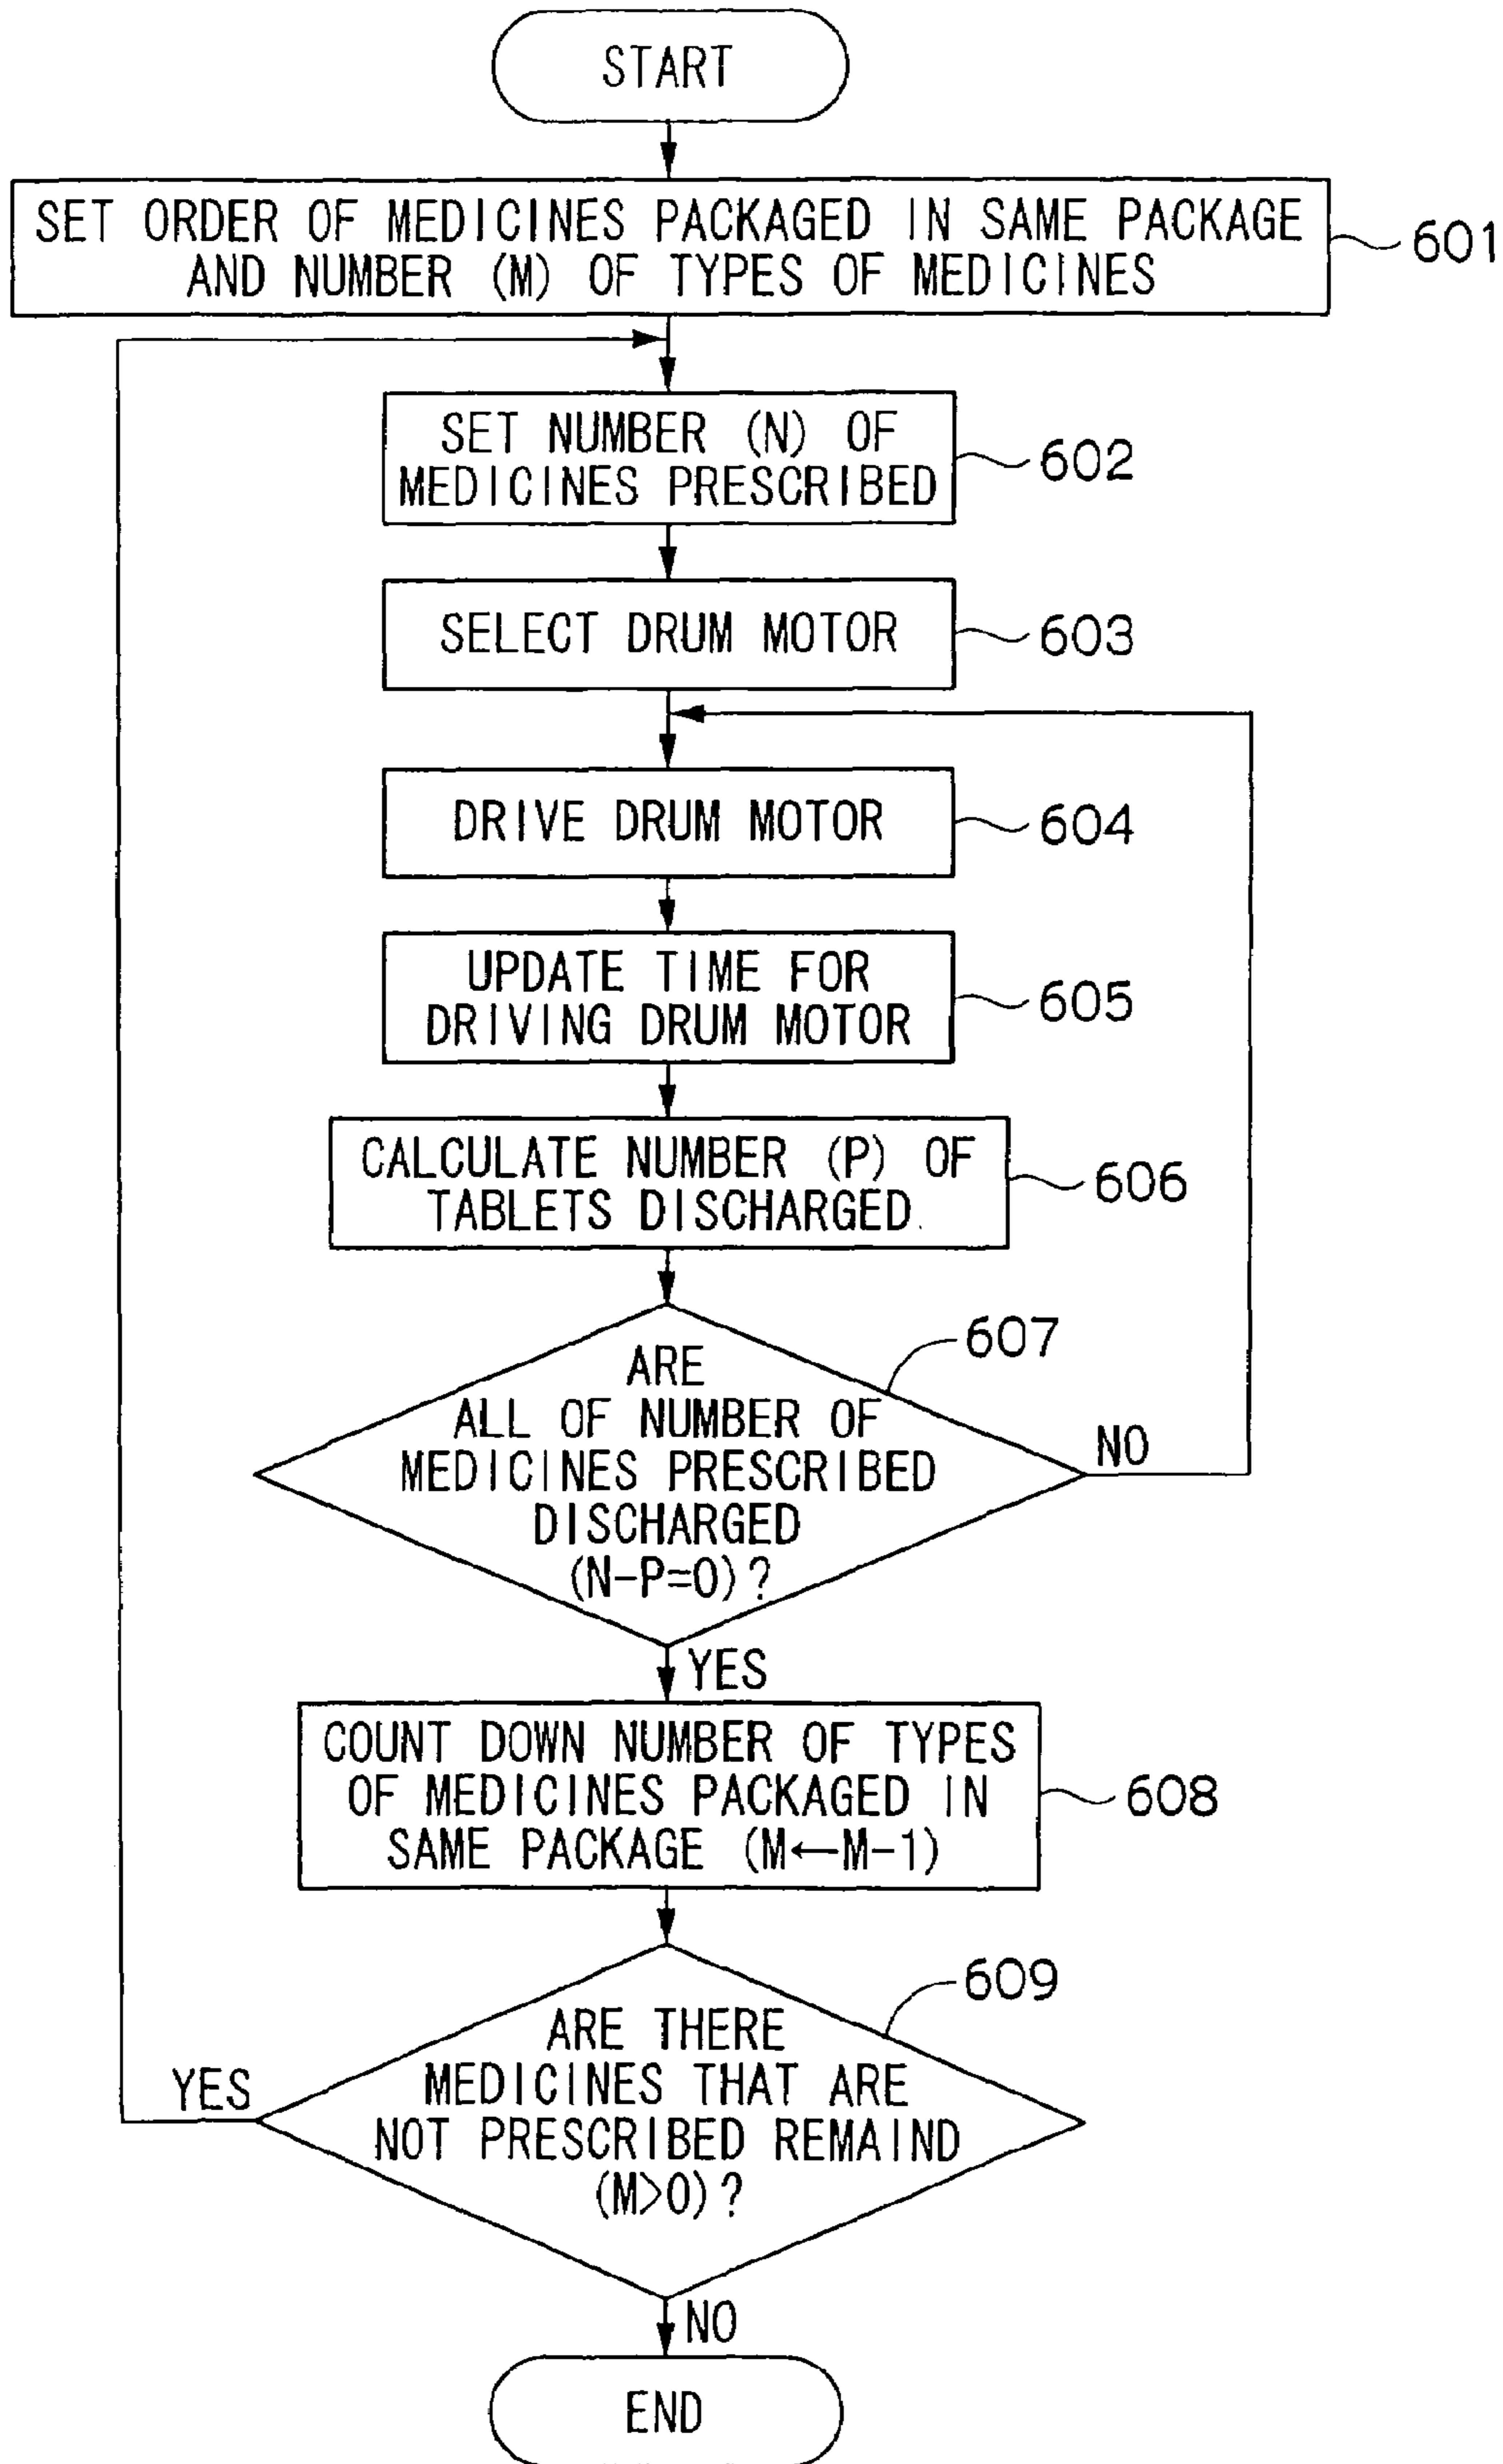 START
SET ORDER OF MEDICINES PACKAGED IN SAME PACKAGE
AND NUMBER (M) OF TYPES OF MEDICINES
601
SET NUMBER (N) OF
MEDICINES PRESCRIBED
602
SELECT DRUM MOTOR
603
DRIVE DRUM MOTOR
604
UPDATE TIME FOR
DRIVING DRUM MOTOR
605
CALCULATE NUMBER (P) OF
TABLETS DISCHARGED
606
607
ARE
ALL OF NUMBER OF
MEDICINES PRESCRIBED
DISCHARGED
(N-P=0)?
NO
YES
COUNT DOWN NUMBER OF TYPES
OF MEDICINES PACKAGED IN
SAME PACKAGE (M←M-1)
608
609
ARE THERE
MEDICINES THAT ARE
NOT PRESCRIBED REMAIND
(M>0)?
YES
NO
END